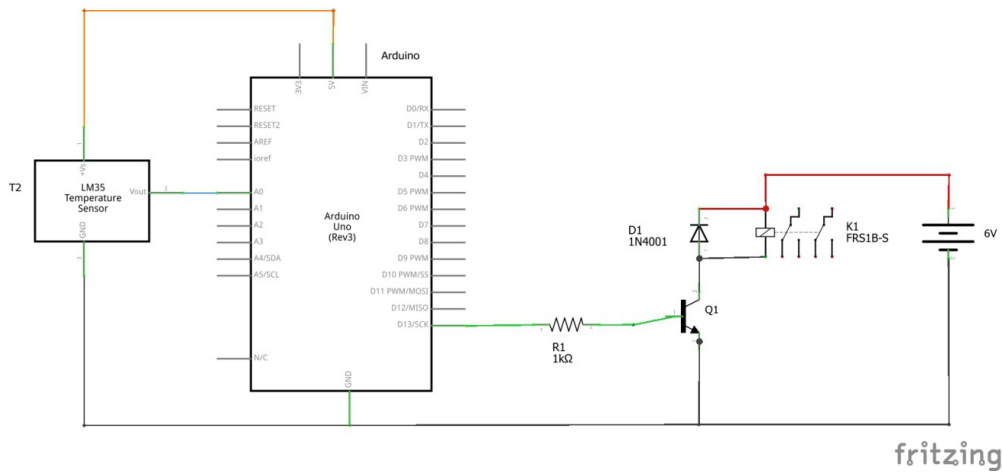 Arduino
3V3
5V
VIN
RESET
RESET2
AREF
ioref
A0
A1
A2
A3
A4/SDA
A5/SCL
N/C
D0/RX
D1/TX
D2
D3 PWM
D4
D5 PWM
D6 PWM
D7
D8
D9 PWM
D10 PWM/SS
D11 PWM/MOSI
D12/MISO
D13/SCK
GND
Arduino
Uno
(Rev3)
T2
1
+Vs
LM35
Temperature
Sensor
Vout
2
GND
3
R1
1kΩ
D1
1N4001
K1
FRS1B-S
Q1
6V
fritzing